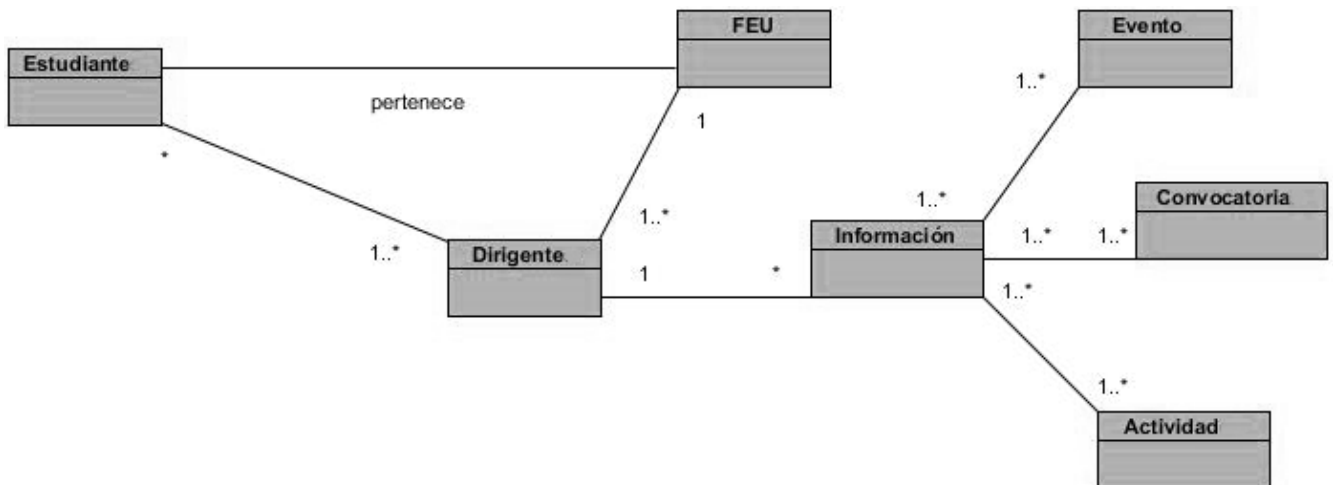 FEU
Evento
Estudiante
1..*
pertenece
1
*
1..*
Convocatoria
1..*
Información
1..*
1..*
1..*
Dirigente
1
*
1..*
1..*
Actividad